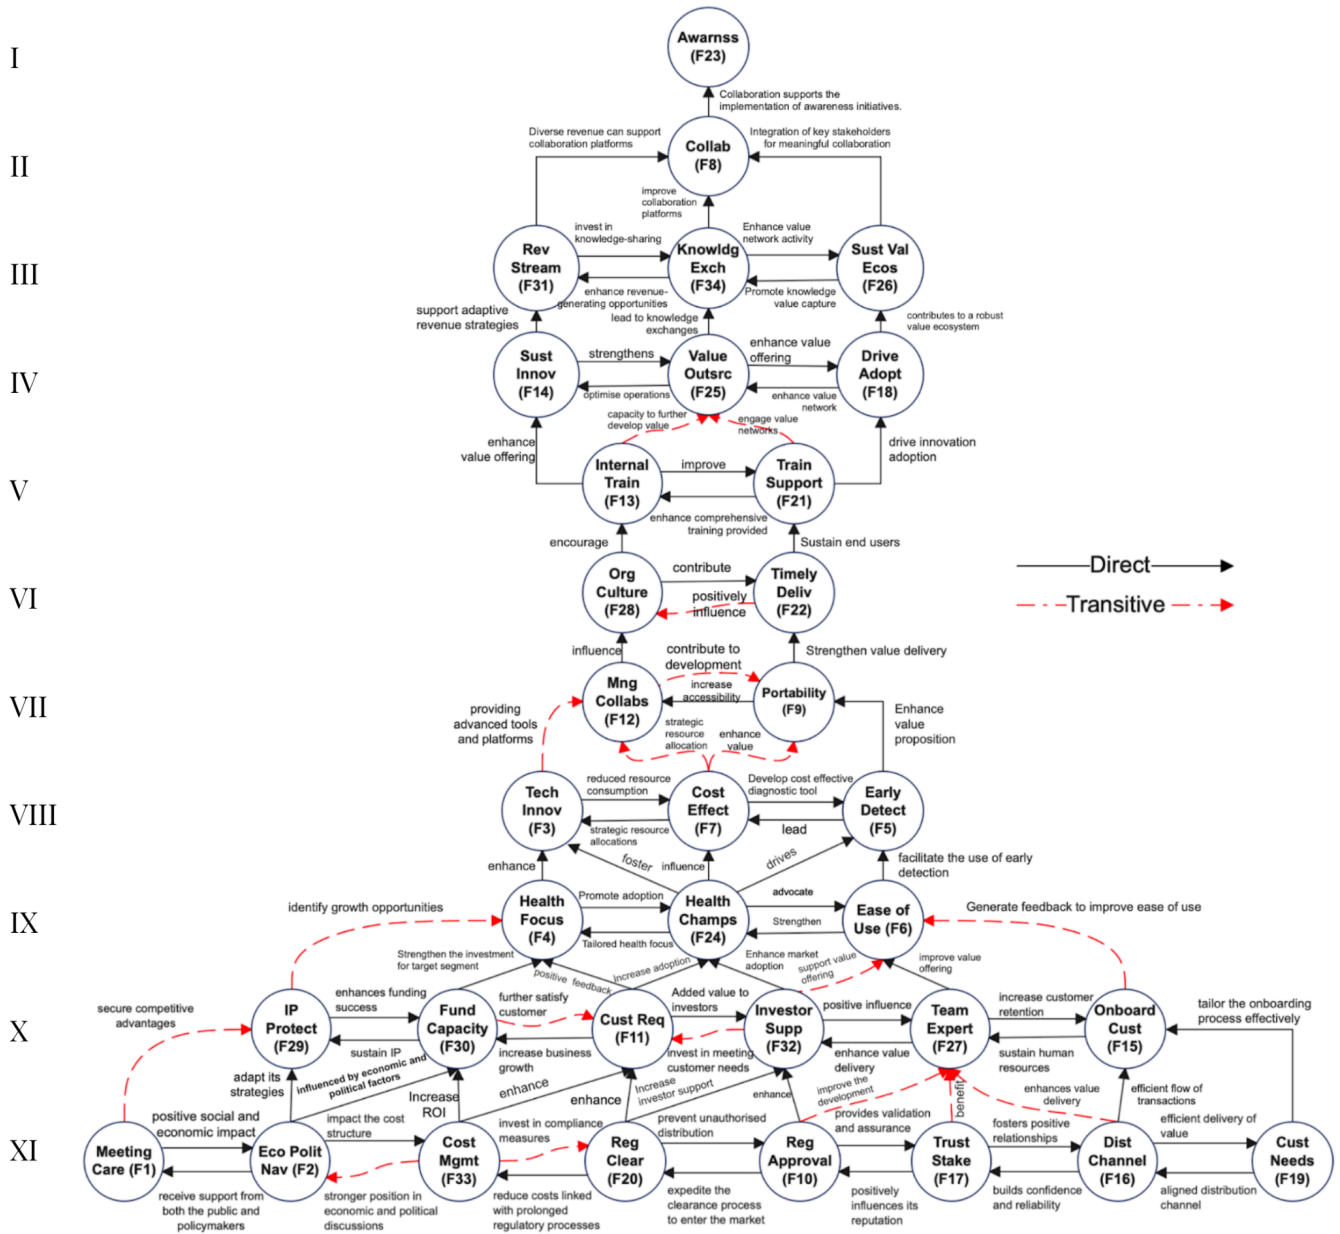 I
Awarnss
(F23)
Collaboration supports the
implementation of awareness initiatives.
II
Diverse revenue can support
collaboration platforms
Collab
(F8)
Integration of key stakeholders
for meaningful collaboration
improve
collaboration
platforms
III
Rev
Stream
(F31)
invest in
knowledge-sharing
Knowldg
Exch
(F34)
Enhance value
network activity
Sust Val
Ecos
(F26)
enhance revenue-
generating opportunities
Promote knowledge
value capture
support adaptive
revenue strategies
lead to knowledge
exchanges
contributes to a robust
value ecosystem
IV
Sust
Innov
(F14)
strengthens
Value
Outsrc
(F25)
enhance value
offering
Drive
Adopt
(F18)
optimise operations
enhance value
network
capacity to further
develop value
engage value
networks
enhance
value offering
drive innovation
adoption
V
Internal
Train
(F13)
improve
Train
Support
(F21)
enhance comprehensive
training provided
encourage
Sustain end users
Direct
Transitive
VI
Org
Culture
(F28)
contribute
Timely
Deliv
(F22)
positively
influence
influence
contribute to
development
Strengthen value delivery
VII
Mng
Collabs
(F12)
increase
accessibility
Portability
(F9)
providing
advanced tools
and platforms
strategic
resource
allocation
enhance
value
Enhance
value
proposition
VIII
Tech
Innov
(F3)
reduced resource
consumption
Cost
Effect
(F7)
Develop cost effective
diagnostic tool
Early
Detect
(F5)
strategic resource
allocations
lead
enhance
foster
influence
drives
facilitate the use of early
detection
IX
identify growth opportunities
Health
Focus
(F4)
Promote adoption
Health
Champs
(F24)
advocate
Ease of
Use (F6)
Generate feedback to improve ease of use
Tailored health focus
Strengthen
Strengthen the investment
for target segment
positive feedback
Increase adoption
Enhance market
adoption
support value
offering
improve value
offering
X
secure competitive
advantages
IP
Protect
(F29)
enhances funding
success
Fund
Capacity
(F30)
further satisfy
customer
Cust Req
(F11)
Added value to
investors
Investor
Supp
(F32)
positive influence
Team
Expert
(F27)
increase customer
retention
Onboard
Cust
(F15)
tailor the onboarding
process effectively
sustain IP
increase business
growth
invest in meeting
customer needs
enhance value
delivery
sustain human
resources
adapt its
strategies
influenced by economic and
political factors
Increase
ROI
enhance
enhance
Increase
investor support
enhance
improve the
development
benefit
enhances value
delivery
efficient flow of
transactions
XI
Meeting
Care (F1)
positive social and
economic impact
Eco Polit
Nav (F2)
impact the cost
structure
Cost
Mgmt
(F33)
invest in compliance
measures
Reg
Clear
(F20)
prevent unauthorised
distribution
Reg
Approval
(F10)
provides validation
and assurance
Trust
Stake
(F17)
fosters positive
relationships
Dist
Channel
(F16)
efficient delivery of
value
Cust
Needs
(F19)
receive support from
both the public and
policymakers
stronger position in
economic and political
discussions
reduce costs linked
with prolonged
regulatory processes
expedite the
clearance process
to enter the market
positively
influences its
reputation
builds confidence
and reliability
aligned distribution
channel